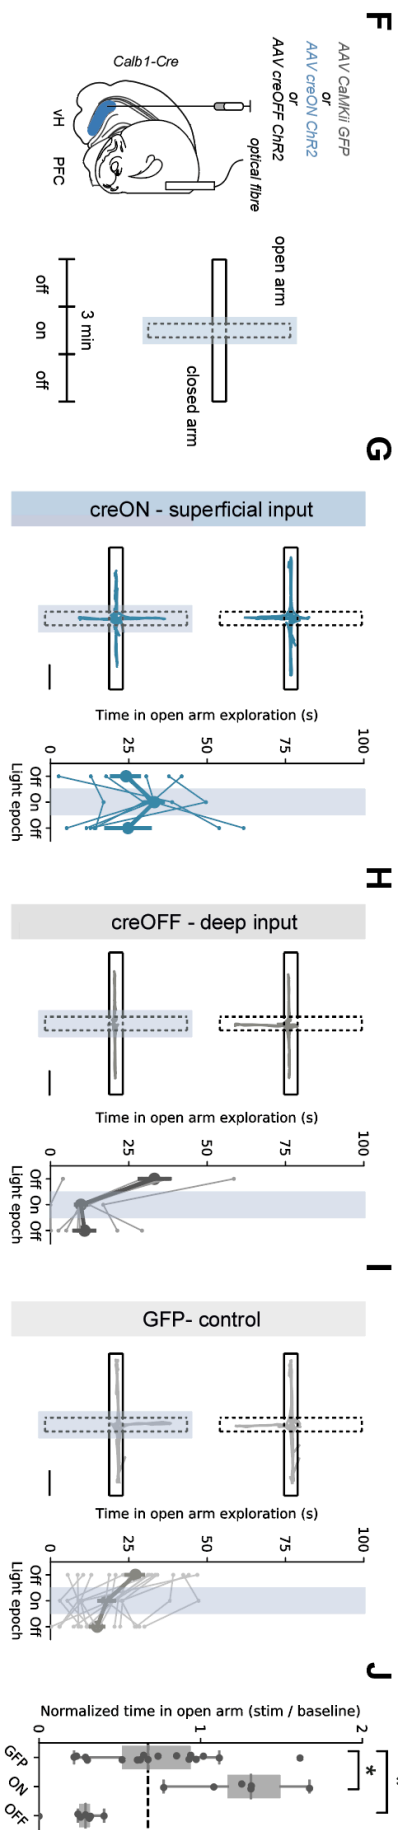 F
AAV CaMKii GFP
or
AAV creON ChR2
or
AAV creOFF ChR2
Calb1-Cre
optical fibre
vH
PFC
open arm
closed arm
3 min
off
on
off
G
creON - superficial input
Time in open arm exploration (s)
100
75
50
25
0
Off
On
Off
Light epoch
H
creOFF - deep input
Time in open arm exploration (s)
100
75
50
25
0
Off
On
Off
Light epoch
I
GFP- control
Time in open arm exploration (s)
100
75
50
25
0
Off
On
Off
Light epoch
J
Normalized time in open arm (stim / baseline)
2
1
0
*
GFP
ON
OFF